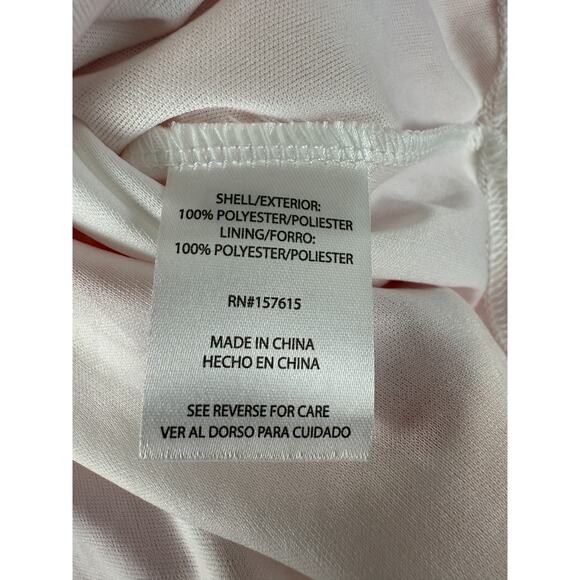 SHELL/EXTERIOR:
100% POLYESTER/POLIESTER
LINING/FORRO:
100% POLYESTER/POLIESTER
RN#157615
MADE IN CHINA
HECHO EN CHINA
SEE REVERSE FOR CARE
VER AL DORSO PARA CUIDADO